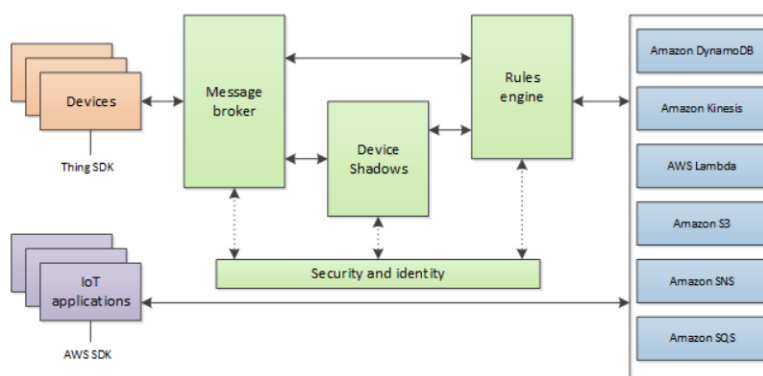 Devices
Thing SDK
Message
broker
Device
Shadows
Rules
engine
Security and identity
IoT
applications
AWS SDK
Amazon DynamoDB
Amazon Kinesis
AWS Lambda
Amazon S3
Amazon SNS
Amazon SQS